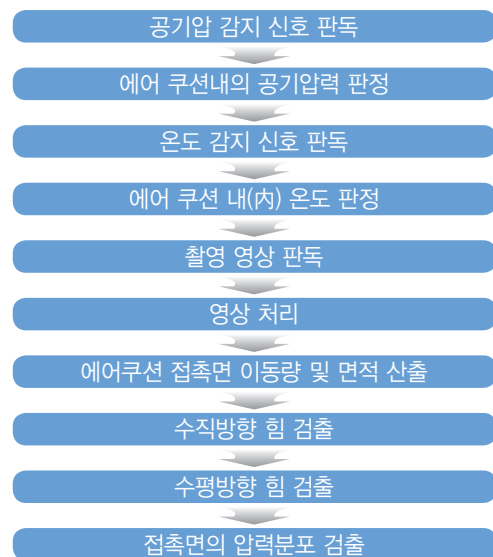 공기압 감지 신호 판독
에어 쿠션내의 공기압력 판정
온도 감지 신호 판독
에어 쿠션 내(内) 온도 판정
촬영 영상 판독
영상 처리
에어쿠션 접촉면 이동량 및 면적 산출
수직방향 힘 검출
수평방향 힘 검출
접촉면의 압력분포 검출